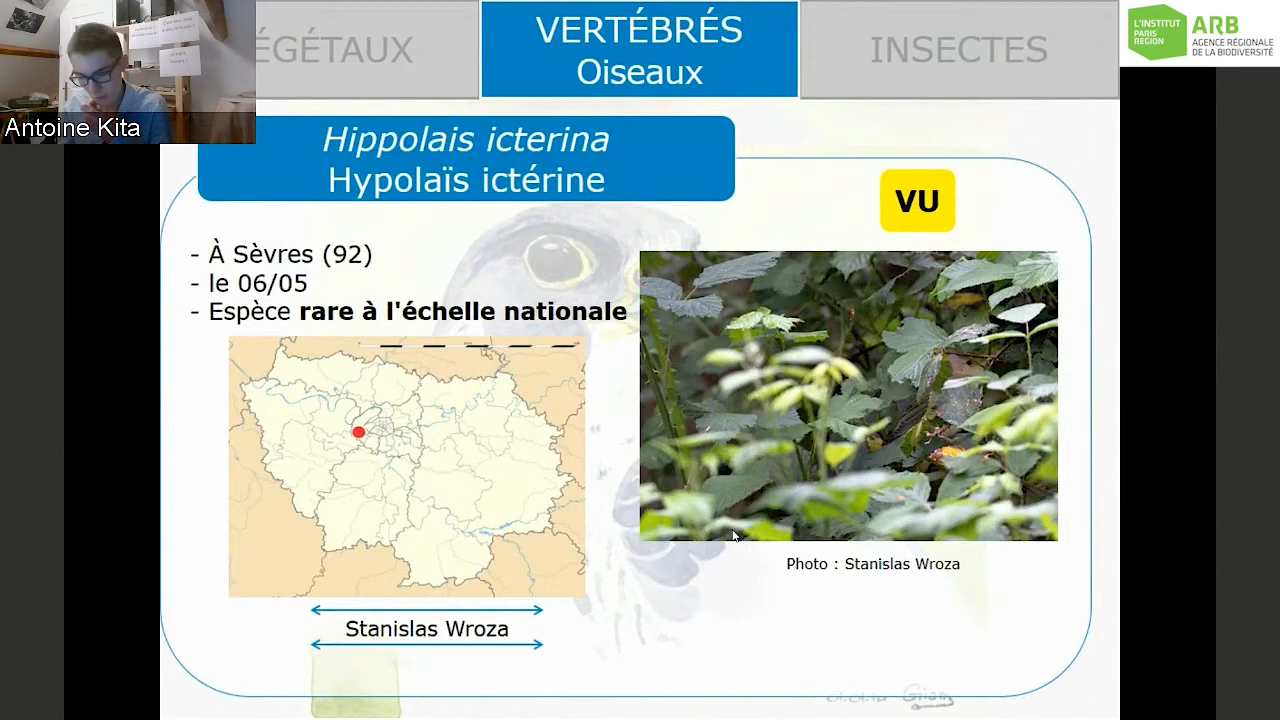 ÉGÉTAUX
VERTÉBRÉS
Oiseaux
INSECTES
L'INSTITUT
PARIS
REGION
ARB
AGENCE RÉGIONALE
DE LA BIODIVERSITÉ
Antoine Kita
Hippolais icterina
Hypolaïs ictérine
VU
- À Sèvres (92)
- le 06/05
- Espèce rare à l'échelle nationale
Photo : Stanislas Wroza
Stanislas Wroza